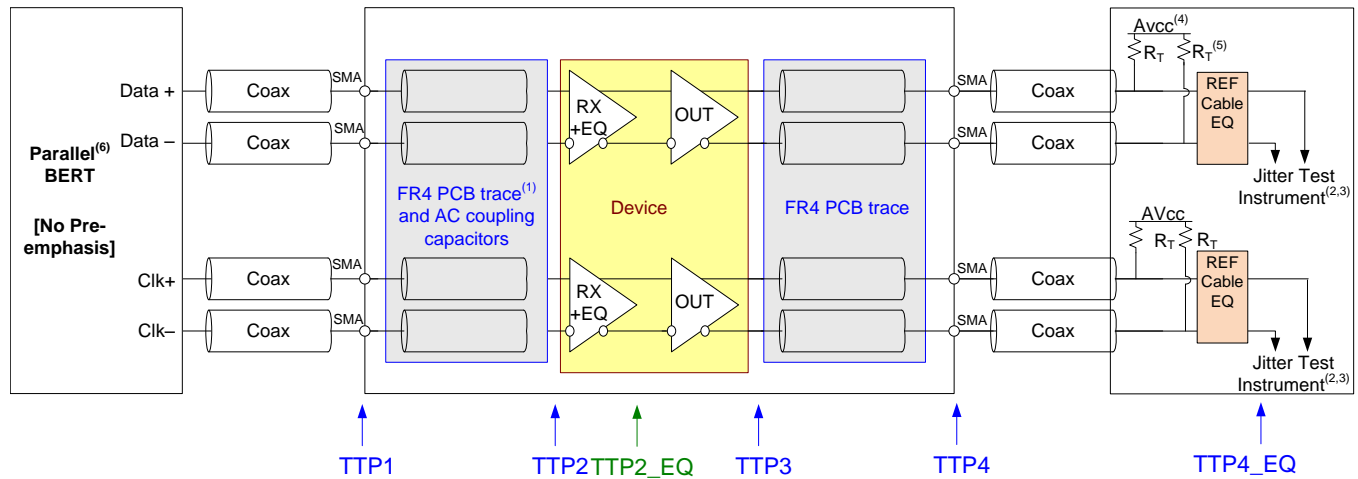 Parallel(6)
BERT
[No Pre-
emphasis]
Data +
Data –
Clk+
Clk–
Coax
Coax
Coax
Coax
SMA
SMA
SMA
SMA
FR4 PCB trace(1)
and AC coupling
capacitors
RX
+EQ
OUT
Device
RX
+EQ
OUT
FR4 PCB trace
SMA
SMA
SMA
SMA
Coax
Coax
Coax
Coax
Avcc(4)
RT
RT(5)
REF
Cable
EQ
Jitter Test
Instrument(2,3)
AVcc
RT
RT
REF
Cable
EQ
Jitter Test
Instrument(2,3)
TTP1
TTP2
TTP2_EQ
TTP3
TTP4
TTP4_EQ